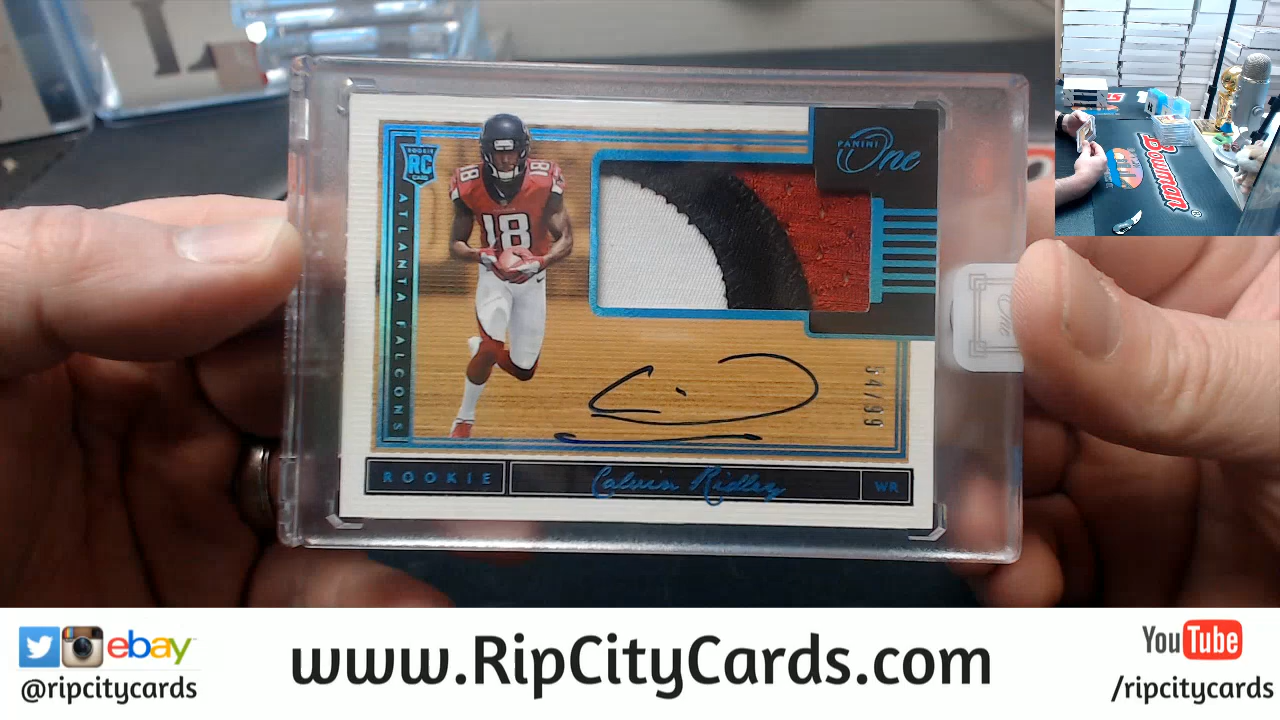 PANINI
One
ROOKIE
RC
CARD
ATLANTA FALCONS
18
18
54/99
ROOKIE
Calvin Ridley
WR
Bowman
ebay
@ripcitycards
www.RipCityCards.com
YouTube
/ripcitycards